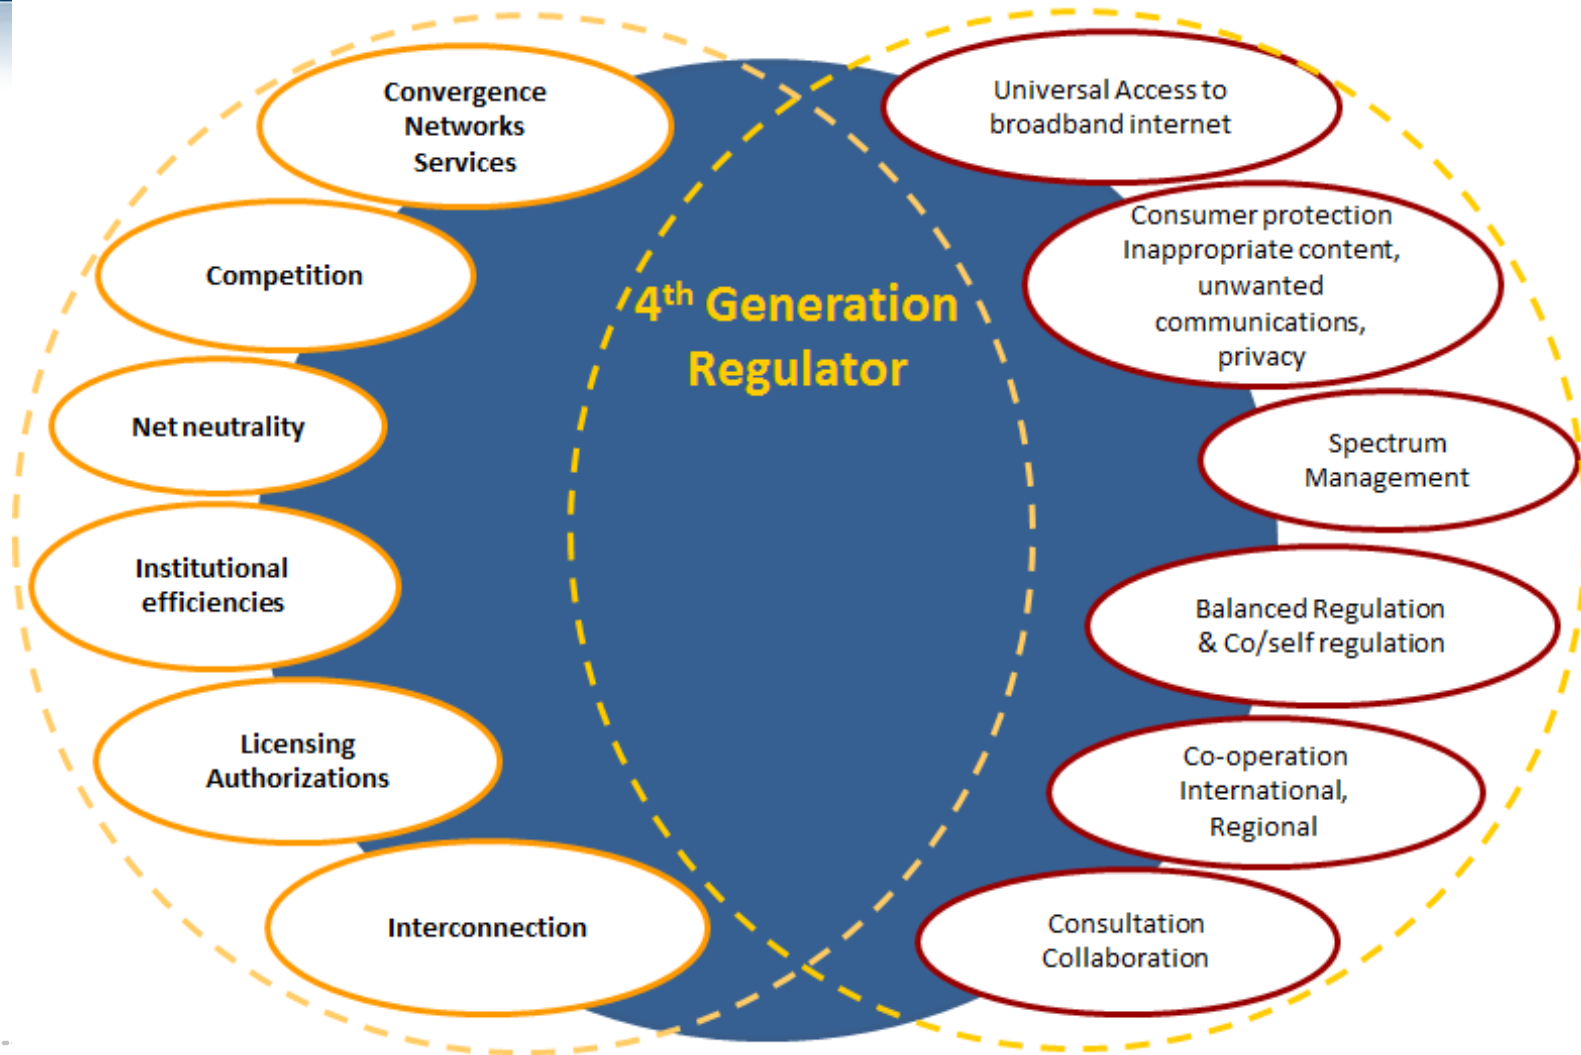 Convergence
Networks
Services
Competition
Net neutrality
Institutional
efficiencies
Licensing
Authorizations
Interconnection
4th Generation
Regulator
Universal Access to
broadband internet
Consumer protection
Inappropriate content,
unwanted
communications,
privacy
Spectrum
Management
Balanced Regulation
& Co/self regulation
Co-operation
International,
Regional
Consultation
Collaboration